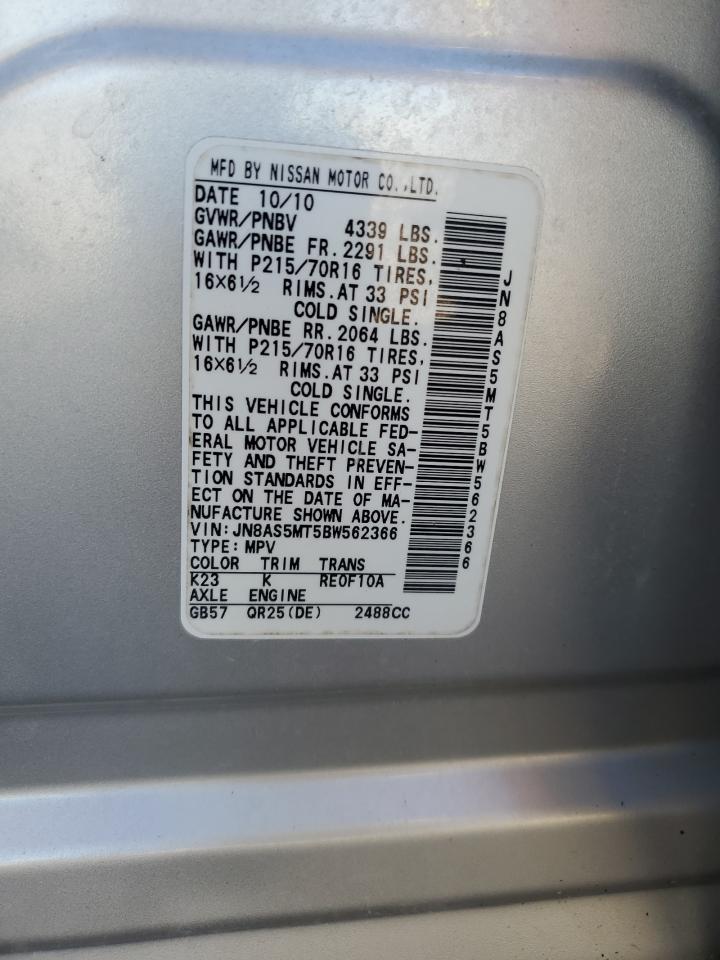 MFD BY NISSAN MOTOR CO.,LTD.
DATE 10/10
GVWR/PNBV 4339 LBS.
GAWR/PNBE FR. 2291 LBS.
WITH P215/70R16 TIRES,
16X6½ RIMS.AT 33 PSI
COLD SINGLE.
GAWR/PNBE RR. 2064 LBS.
WITH P215/70R16 TIRES,
16X6½ RIMS.AT 33 PSI
COLD SINGLE.
THIS VEHICLE CONFORMS
TO ALL APPLICABLE FED-
ERAL MOTOR VEHICLE SA-
FETY AND THEFT PREVEN-
TION STANDARDS IN EFF-
ECT ON THE DATE OF MA-
NUFACTURE SHOWN ABOVE.
VIN:JN8AS5MT5BW562366
TYPE:MPV
COLOR TRIM TRANS
K23 K RE0F10A
AXLE ENGINE
GB57 QR25(DE) 2488CC
JN8AS5MT5BW562366